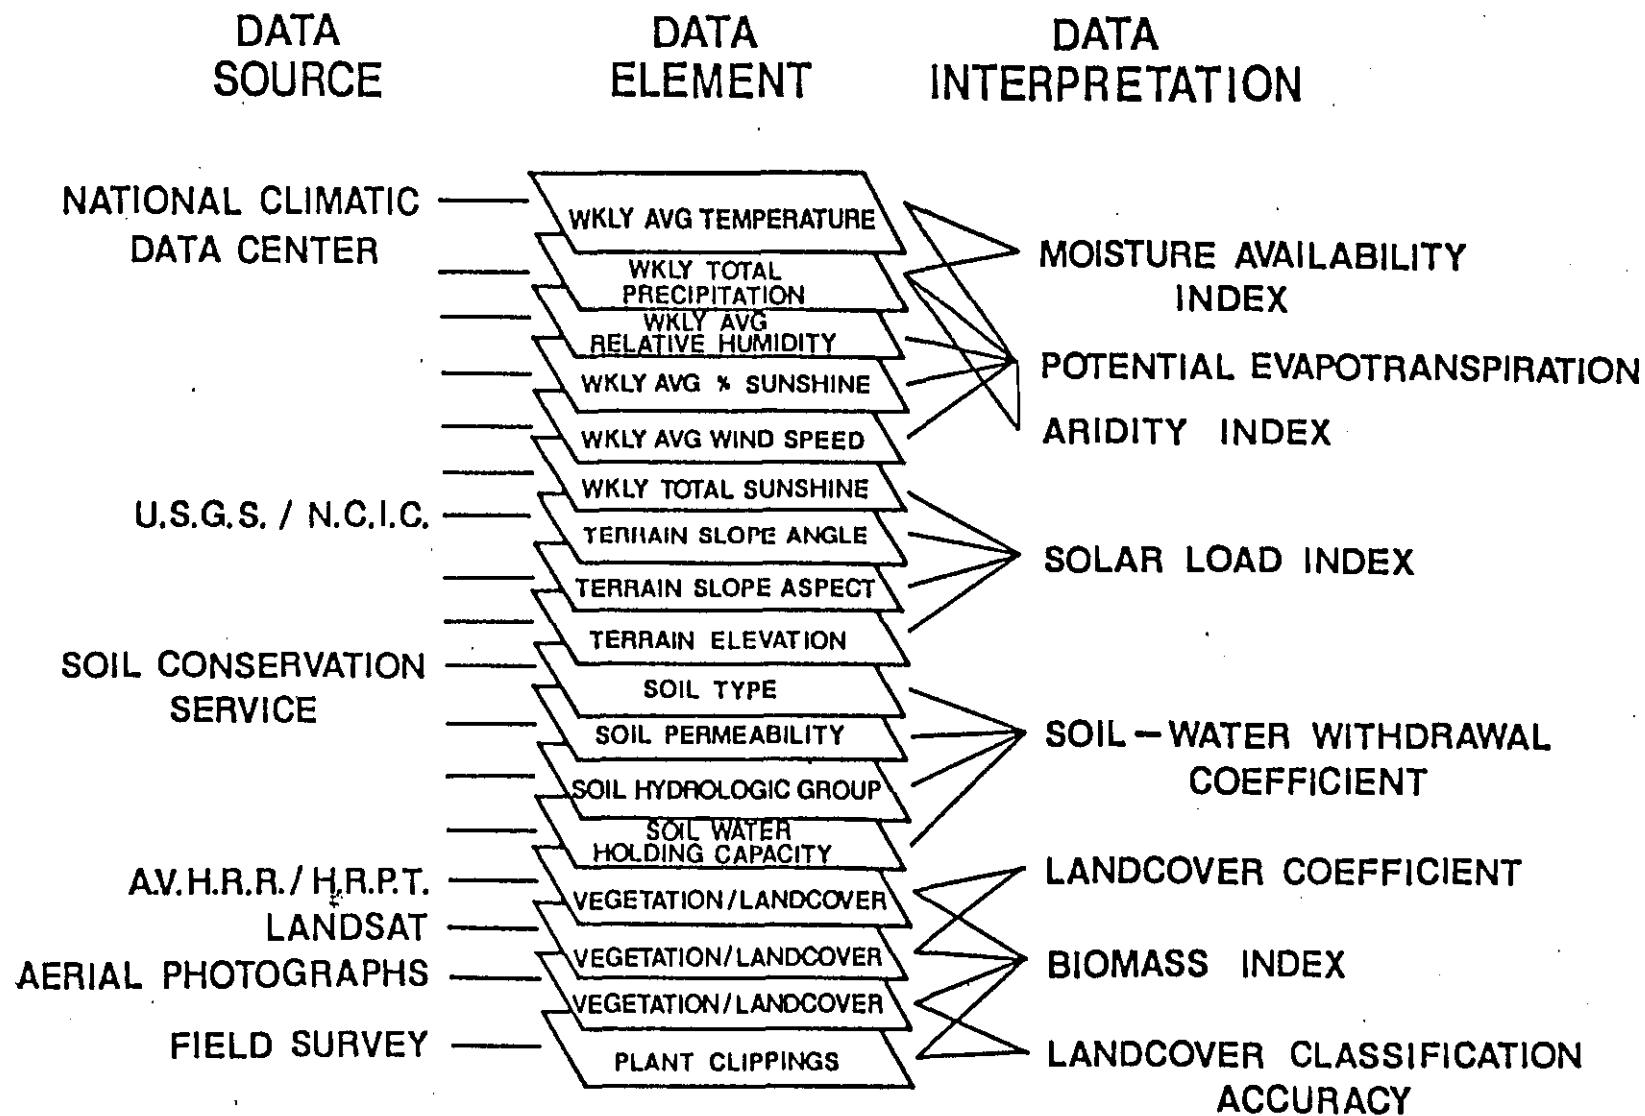 DATA
SOURCE
DATA
ELEMENT
DATA
INTERPRETATION
NATIONAL CLIMATIC
DATA CENTER
U.S.G.S. / N.C.I.C.
SOIL CONSERVATION
SERVICE
A.V.H.R.R. / H.R.P.T.
LANDSAT
AERIAL PHOTOGRAPHS
FIELD SURVEY
WKLY AVG TEMPERATURE
WKLY TOTAL
PRECIPITATION
WKLY AVG
RELATIVE HUMIDITY
WKLY AVG % SUNSHINE
WKLY AVG WIND SPEED
WKLY TOTAL SUNSHINE
TERRAIN SLOPE ANGLE
TERRAIN SLOPE ASPECT
TERRAIN ELEVATION
SOIL TYPE
SOIL PERMEABILITY
SOIL HYDROLOGIC GROUP
SOIL WATER
HOLDING CAPACITY
VEGETATION/LANDCOVER
VEGETATION/LANDCOVER
VEGETATION/LANDCOVER
PLANT CLIPPINGS
MOISTURE AVAILABILITY
INDEX
POTENTIAL EVAPOTRANSPIRATION
ARIDITY INDEX
SOLAR LOAD INDEX
SOIL – WATER WITHDRAWAL
COEFFICIENT
LANDCOVER COEFFICIENT
BIOMASS INDEX
LANDCOVER CLASSIFICATION
ACCURACY